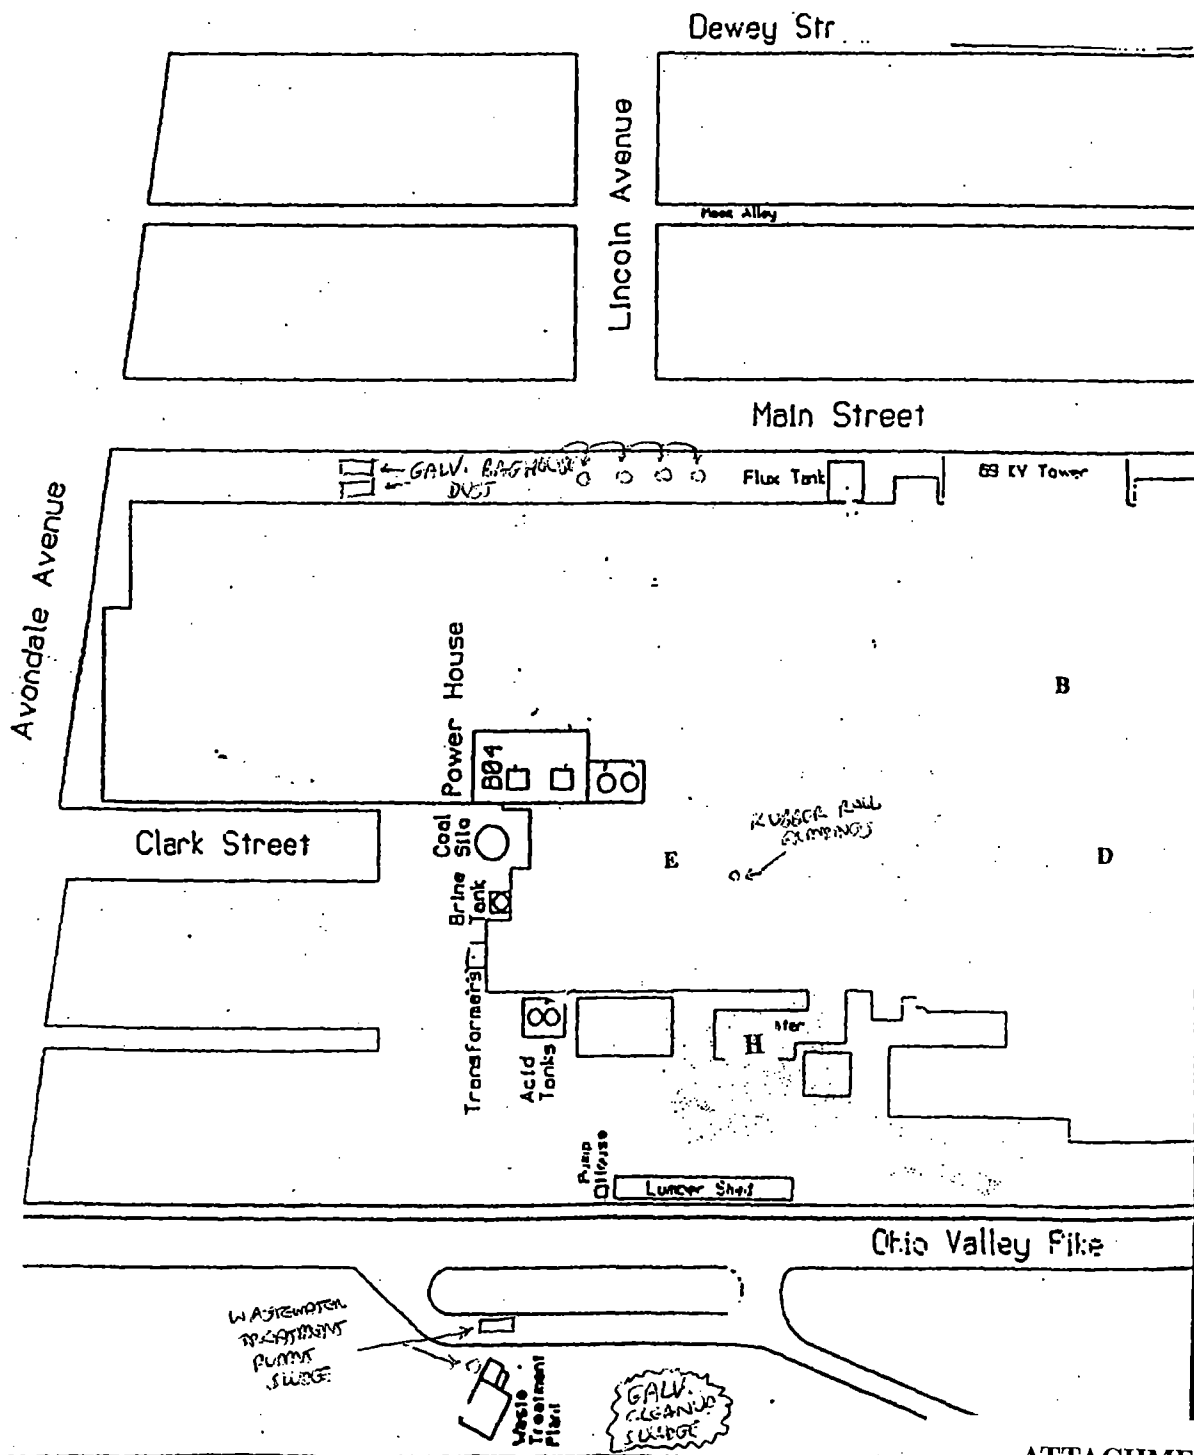 Dewey Str
Lincoln Avenue
Alley
Main Street
GALV. BAGHOUSE
DUST
Flux Tank
69 KV Tower
Avondale Avenue
B
Power House
B04
Clark Street
Coal
Silo
RUBBER ROLL
E
D
Brine
Tank
Transformers
Acid
Tanks
H
Pump
House
Lumber Shed
Ohio Valley Pike
WASTEWATER
TREATMENT
PLANT
SLUDGE
Waste
Treatment
Plant
GALV.
CLEANUP
SLUDGE
ATTACHME